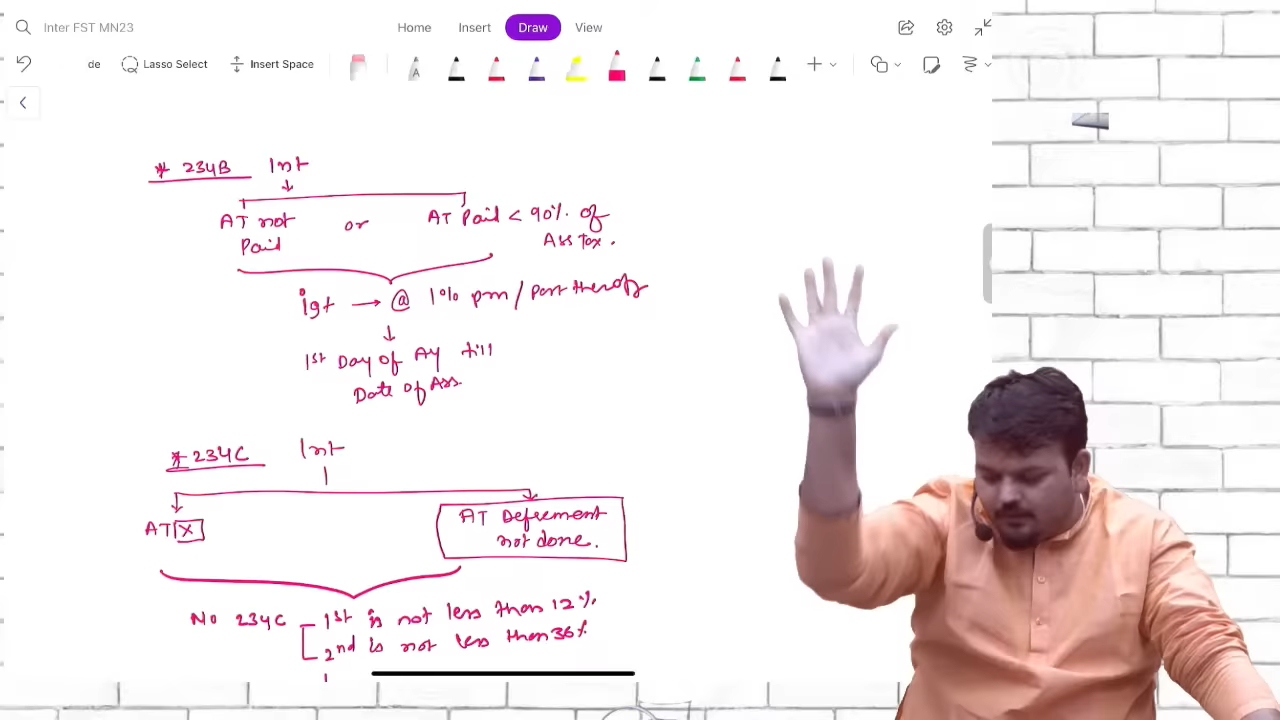 Inter FST MN23
Home Insert Draw View
de Lasso Select Insert Space
* 234B Int
AT not or AT Paid < 90% of
Paid Ass Tax.
igt → @ 1% pm / Part thereof
1st Day of AY till
Date of Ass.
* 234C Int
AT X
AT Deferment
not done.
No 234C 1st is not less than 12%
2nd is not less than 36%